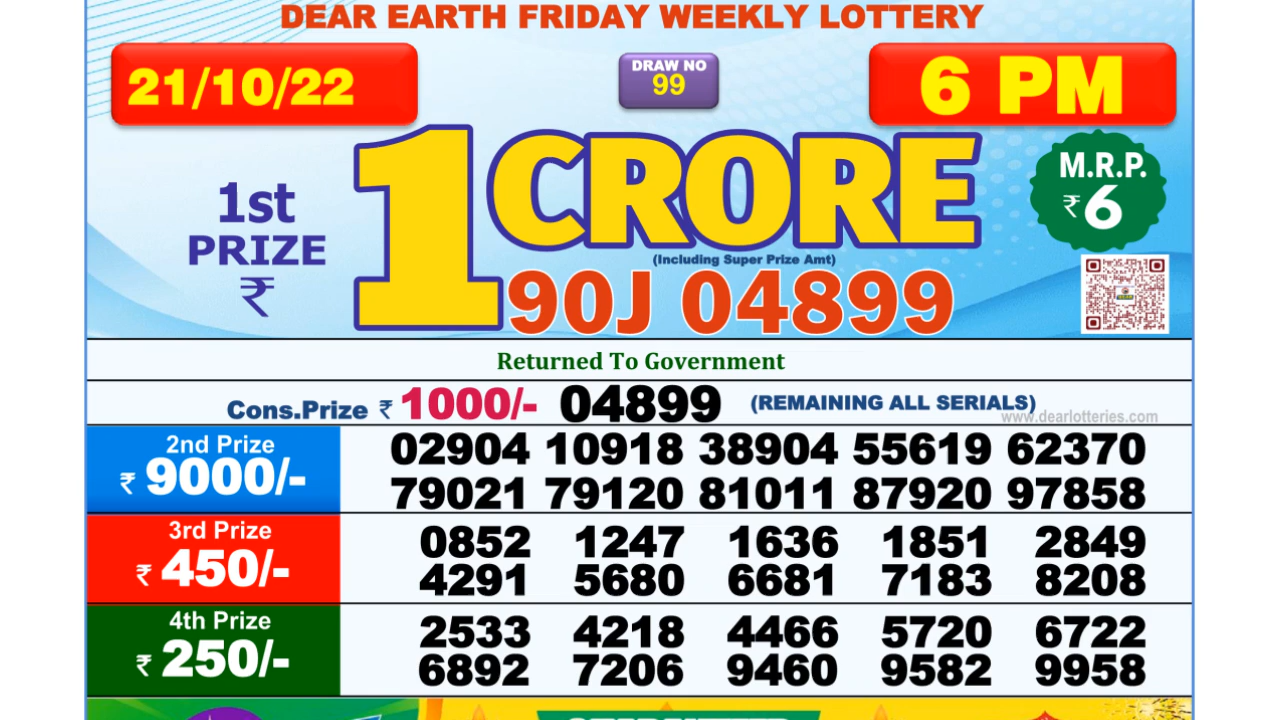 DEAR EARTH FRIDAY WEEKLY LOTTERY
21/10/22
DRAW NO
99
6 PM
1st
PRIZE
₹
1 CRORE
(Including Super Prize Amt)
90J 04899
M.R.P.
₹ 6
Returned To Government
Cons.Prize ₹ 1000/- 04899 (REMAINING ALL SERIALS)
www.dearlotteries.com
2nd Prize
₹ 9000/-
02904 10918 38904 55619 62370
79021 79120 81011 87920 97858
3rd Prize
₹ 450/-
0852 1247 1636 1851 2849
4291 5680 6681 7183 8208
4th Prize
₹ 250/-
2533 4218 4466 5720 6722
6892 7206 9460 9582 9958